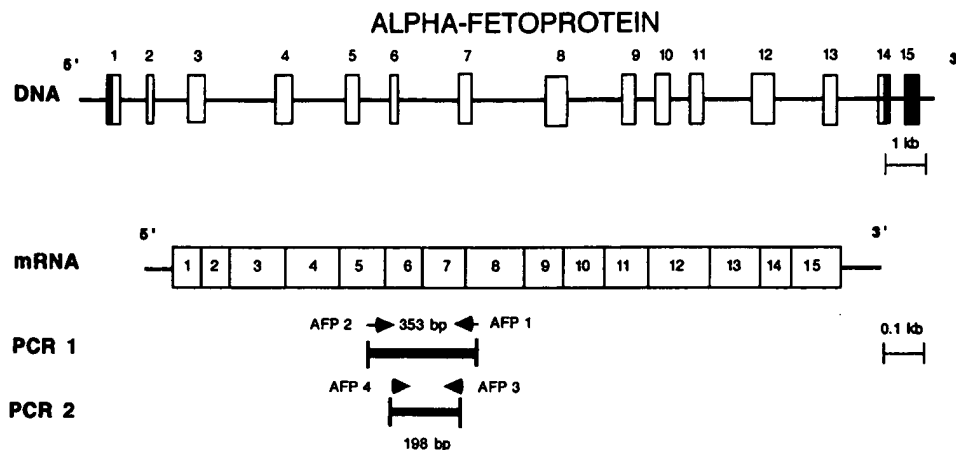 ALPHA-FETOPROTEIN
1 2 3 4 5 6 7 8 9 10 11 12 13 14 15
5' 3
DNA
1 kb
5' 3'
mRNA 1 2 3 4 5 6 7 8 9 10 11 12 13 14 15
AFP 2 353 bp AFP 1
PCR 1 0.1 kb
AFP 4 AFP 3
PCR 2
198 bp